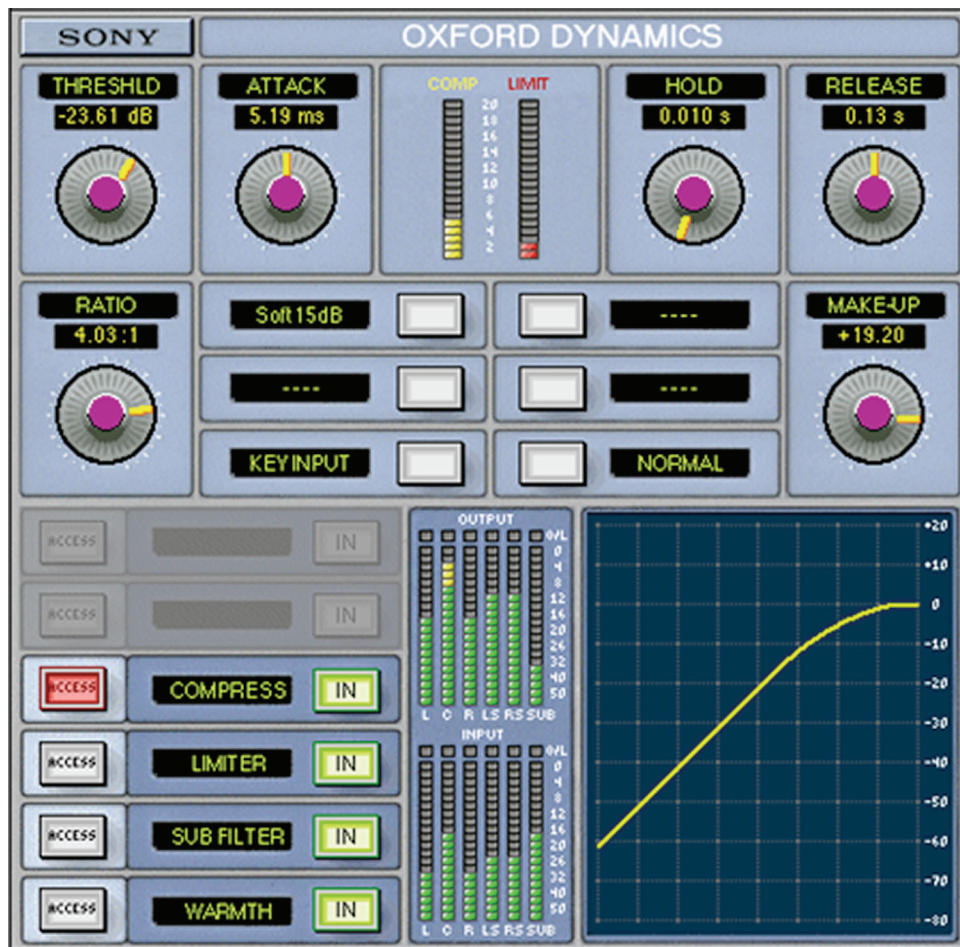 SONY
OXFORD DYNAMICS
THRESHLD
-23.61 dB
ATTACK
5.19 ms
COMP
LIMIT
20
18
16
14
12
10
8
6
4
2
HOLD
0.010 s
RELEASE
0.13 s
RATIO
4.03:1
Soft 15dB
----
----
----
KEY INPUT
NORMAL
MAKE-UP
+19.20
ACCESS
IN
ACCESS
IN
ACCESS
COMPRESS
IN
ACCESS
LIMITER
IN
ACCESS
SUB FILTER
IN
ACCESS
WARMTH
IN
OUTPUT
O/L
0
4
8
12
16
20
26
32
40
50
L C R LS RS SUB
INPUT
O/L
0
4
8
12
16
20
26
32
40
50
L C R LS RS SUB
+20
+10
0
-10
-20
-30
-40
-50
-60
-70
-80